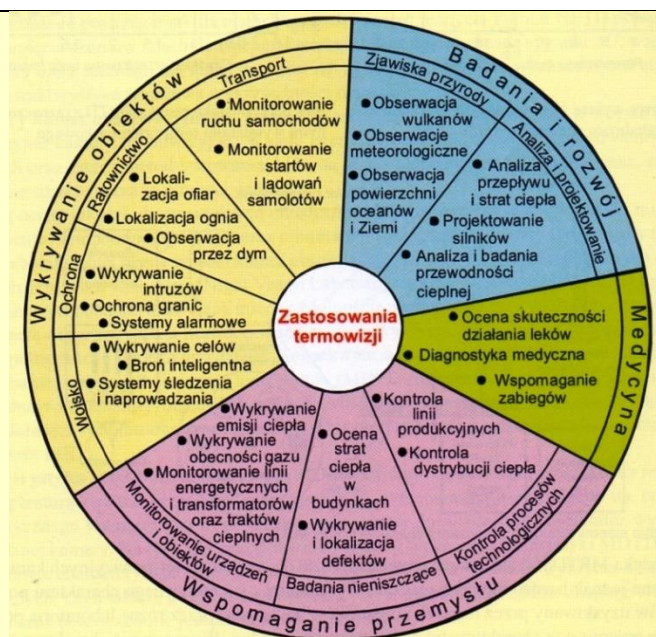 Zastosowania
termowizji
Wykrywanie obiektów
Transport
Monitorowanie
ruchu samochodów
Monitorowanie
startów
i lądowań
samolotów
Ratownictwo
Lokali-
zacja ofiar
Lokalizacja ognia
Obserwacja
przez dym
Ochrona
Wykrywanie
intruzów
Ochrona granic
Systemy alarmowe
Wojsko
Wykrywanie celów
Broń inteligentna
Systemy śledzenia
i naprowadzania
Badania i rozwój
Zjawiska przyrody
Obserwacja
wulkanów
Obserwacje
meteorologiczne
Obserwacja
powierzchni
oceanów
i Ziemi
Analiza i projektowanie
Analiza
przepływu
i strat ciepła
Projektowanie
silników
Analiza i badania
przewodności
cieplnej
Medycyna
Ocena skuteczności
działania leków
Diagnostyka medyczna
Wspomaganie
zabiegów
Wspomaganie przemysłu
Kontrola procesów
technologicznych
Kontrola
linii
produkcyjnych
Kontrola
dystrybucji ciepła
Badania nieniszczące
Ocena
strat
ciepła
w
budynkach
Wykrywanie
i lokalizacja
defektów
Monitorowanie urządzeń
i obiektów
Wykrywanie
emisji ciepła
Wykrywanie
obecności gazu
Monitorowanie linii
energetycznych
i transformatorów
oraz traktów
cieplnych